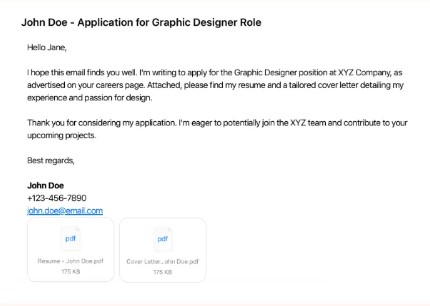 John Doe - Application for Graphic Designer Role
Hello Jane,
I hope this email finds you well. I'm writing to apply for the Graphic Designer position at XYZ Company, as
advertised on your careers page. Attached, please find my resume and a tailored cover letter detailing my
experience and passion for design.
Thank you for considering my application. I'm eager to potentially join the XYZ team and contribute to your
upcoming projects.
Best regards,
John Doe
+123-456-7890
john.doe@email.com
pdf
Resume - John Doe.pdf
175 KB
pdf
Cover Letter...ohn Doe.pdf
175 KB